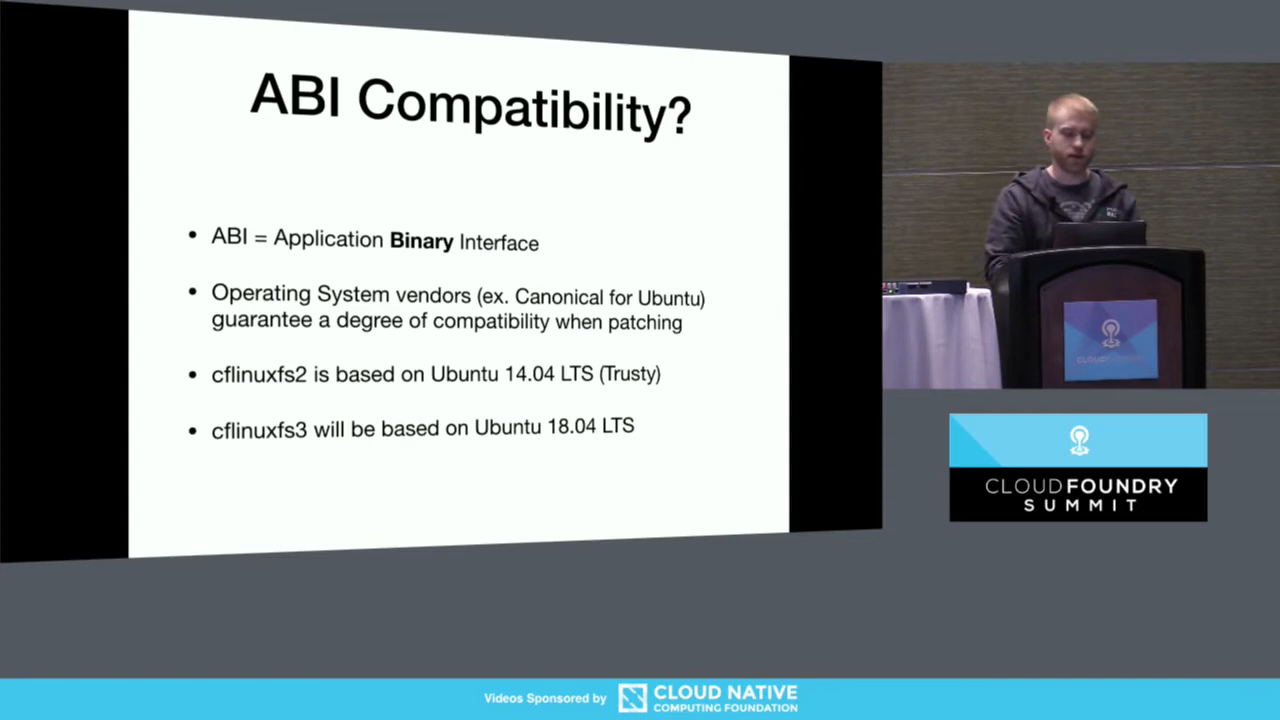 ABI Compatibility?
• ABI = Application Binary Interface
• Operating System vendors (ex. Canonical for Ubuntu)
guarantee a degree of compatibility when patching
• cflinuxfs2 is based on Ubuntu 14.04 LTS (Trusty)
• cflinuxfs3 will be based on Ubuntu 18.04 LTS
CLOUD FOUNDRY
CLOUDFOUNDRY
SUMMIT
Videos Sponsored by
CLOUD NATIVE
COMPUTING FOUNDATION